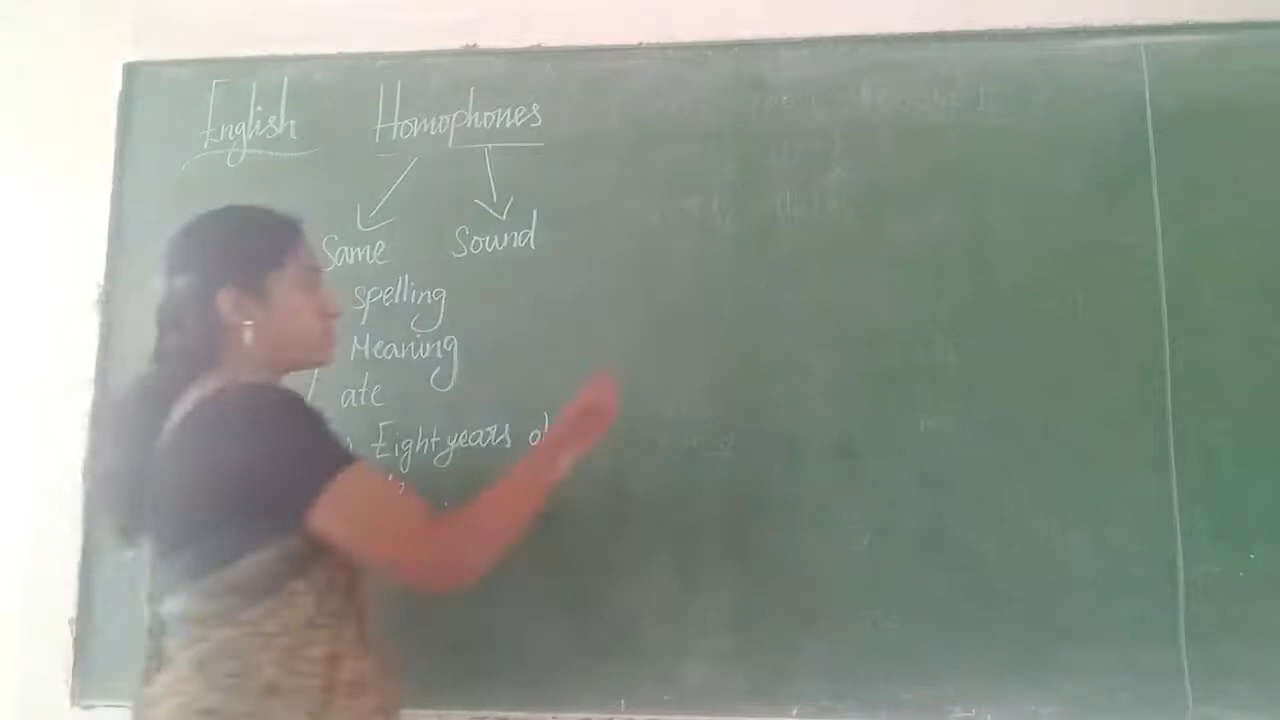 English Homophones
Same Sound
spelling
Meaning
ate
Eight years